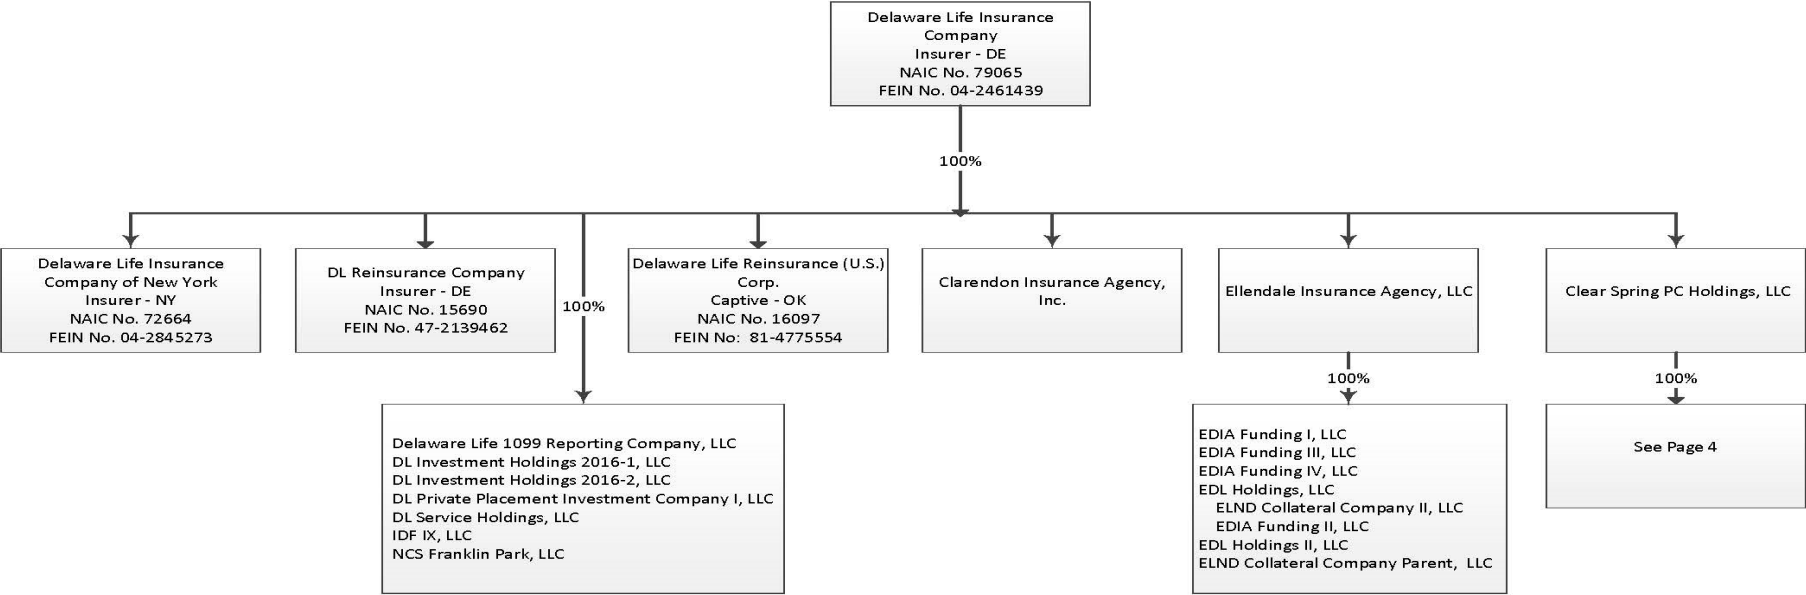 Delaware Life Insurance
Company
Insurer - DE
NAIC No. 79065
FEIN No. 04-2461439
100%
Delaware Life Insurance
Company of New York
Insurer - NY
NAIC No. 72664
FEIN No. 04-2845273
DL Reinsurance Company
Insurer - DE
NAIC No. 15690
FEIN No. 47-2139462
100%
Delaware Life Reinsurance (U.S.)
Corp.
Captive - OK
NAIC No. 16097
FEIN No:  81-4775554
Clarendon Insurance Agency,
Inc.
Ellendale Insurance Agency, LLC
Clear Spring PC Holdings, LLC
100%
100%
Delaware Life 1099 Reporting Company, LLC
DL Investment Holdings 2016-1, LLC
DL Investment Holdings 2016-2, LLC
DL Private Placement Investment Company I, LLC
DL Service Holdings, LLC
IDF IX, LLC
NCS Franklin Park, LLC
EDIA Funding I, LLC
EDIA Funding III, LLC
EDIA Funding IV, LLC
EDL Holdings, LLC
ELND Collateral Company II, LLC
EDIA Funding II, LLC
EDL Holdings II, LLC
ELND Collateral Company Parent,  LLC
See Page 4